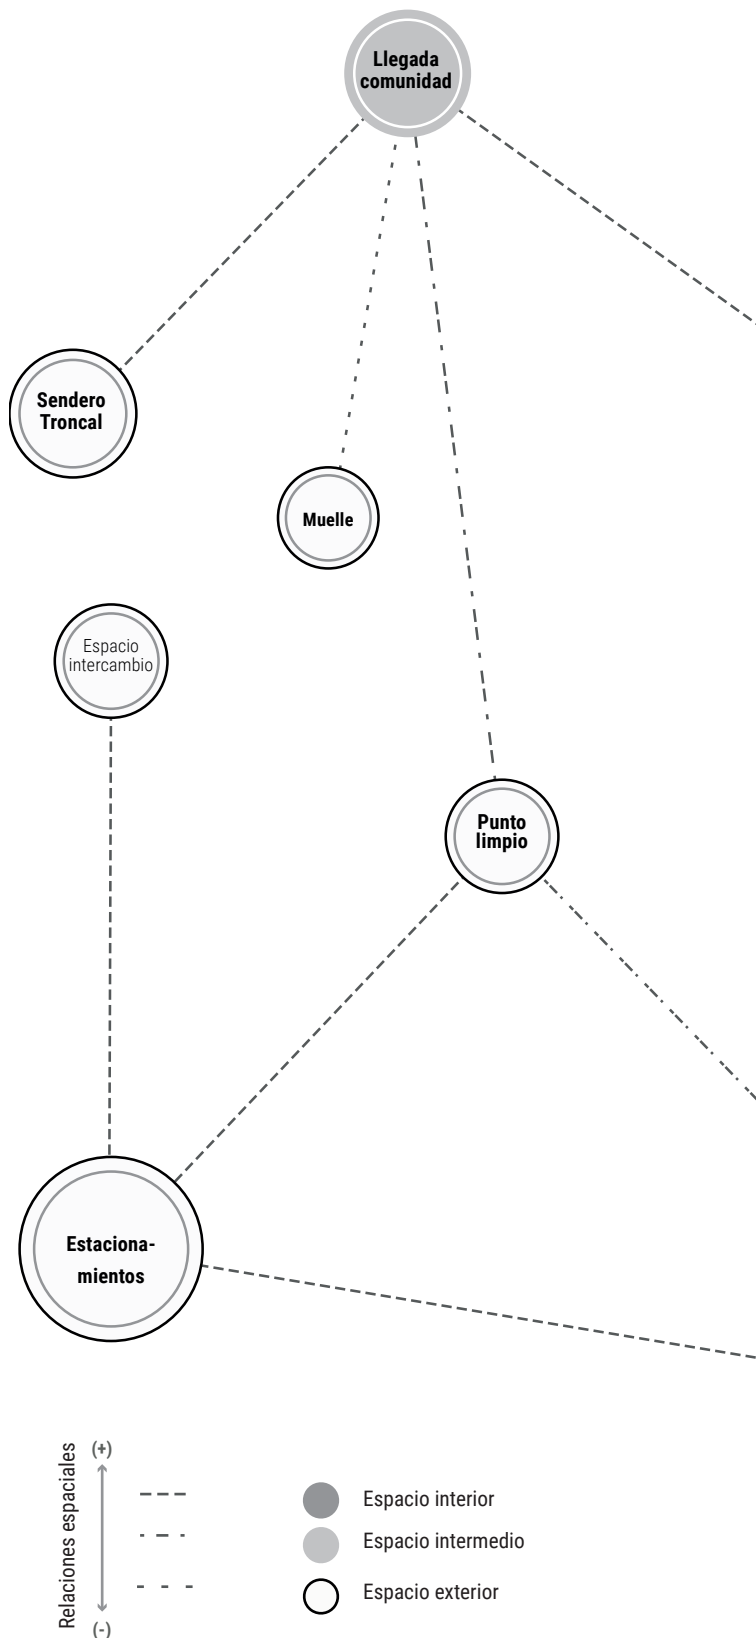 Llegada
comunidad
Sendero
Troncal
Muelle
Espacio
intercambio
Punto
limpio
Estaciona-
mientos
Relaciones espaciales
(+)
(-)
Espacio interior
Espacio intermedio
Espacio exterior